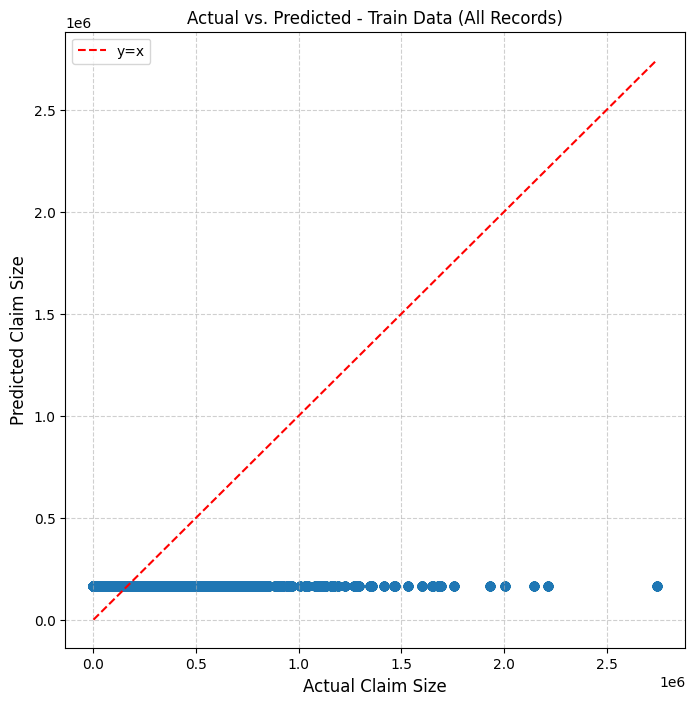 Actual vs. Predicted - Train Data (All Records)
1e6
y=x
2.5
2.0
1.5
1.0
0.5
0.0
Predicted Claim Size
0.0 0.5 1.0 1.5 2.0 2.5
1e6
Actual Claim Size